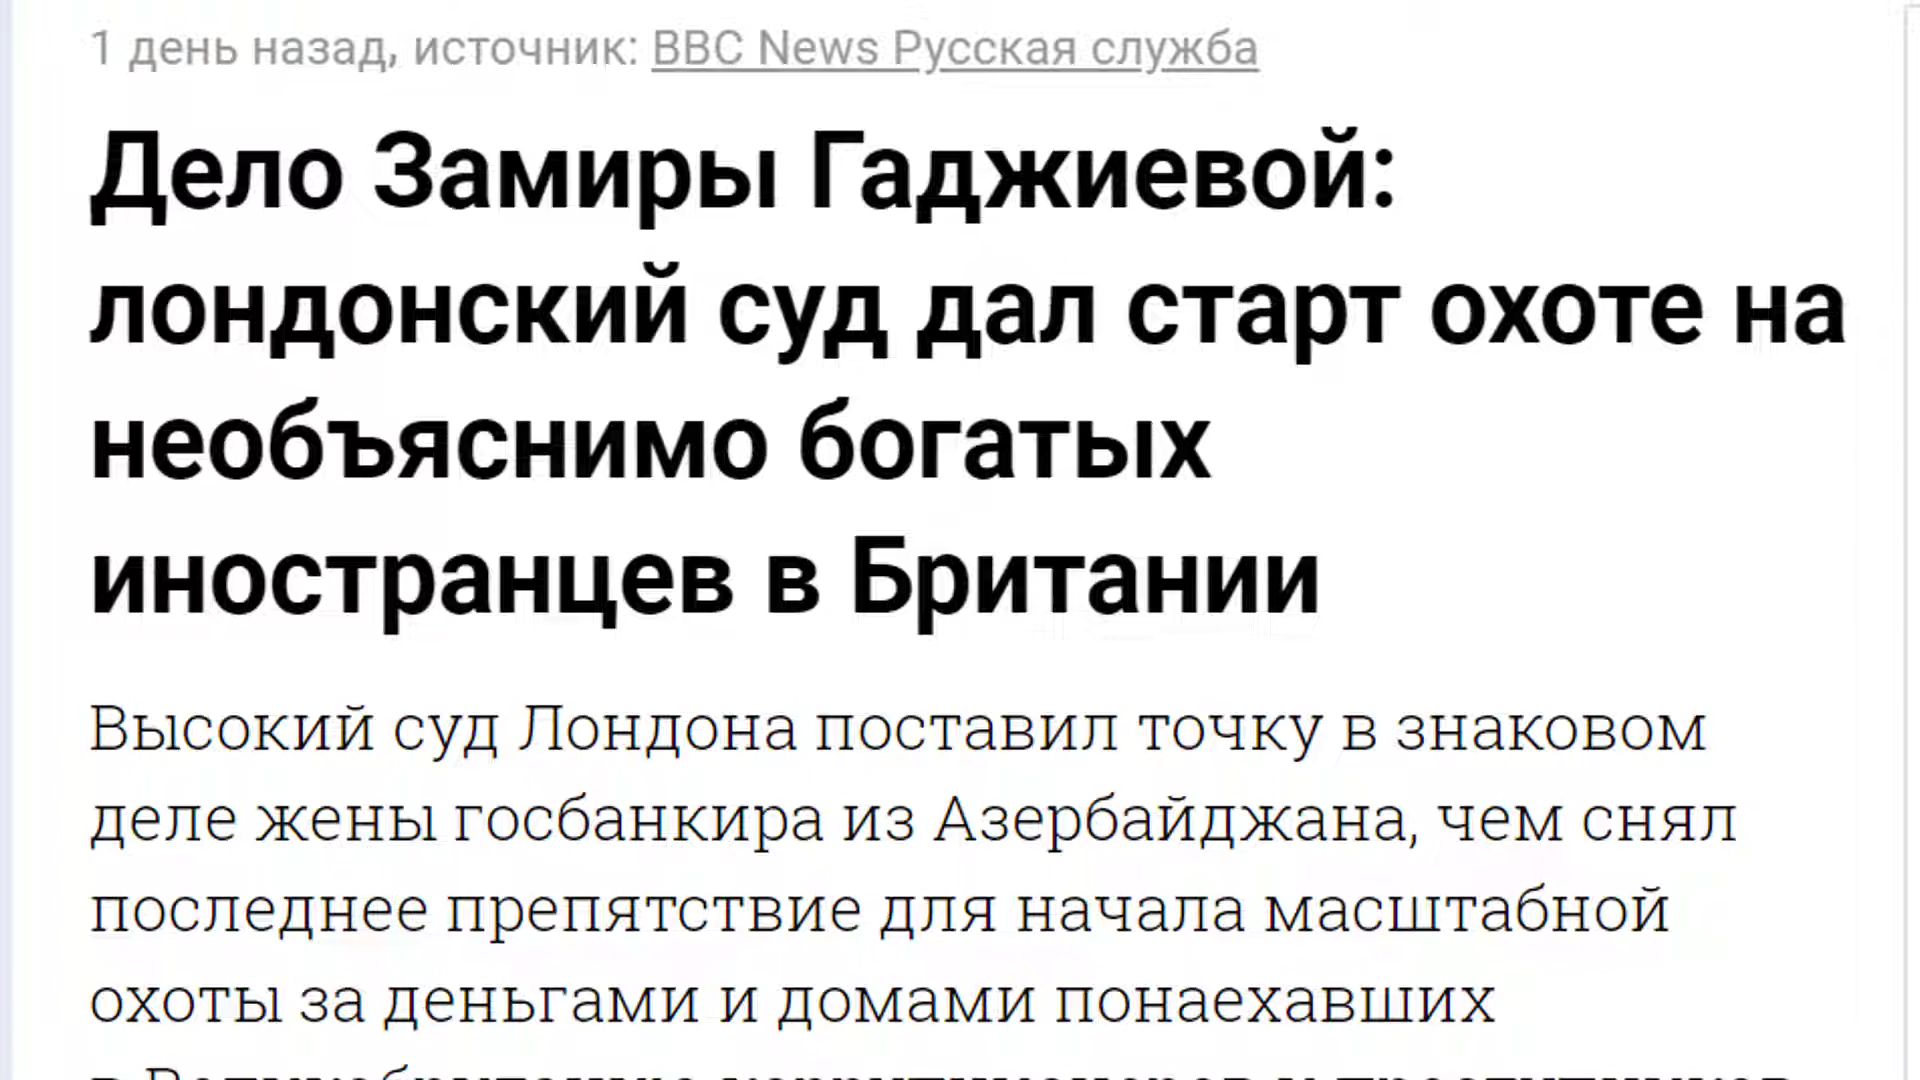 1 день назад, источник: BBC News Русская служба
Дело Замиры Гаджиевой:
лондонский суд дал старт охоте на
необъяснимо богатых
иностранцев в Британии
Высокий суд Лондона поставил точку в знаковом
деле жены госбанкира из Азербайджана, чем снял
последнее препятствие для начала масштабной
охоты за деньгами и домами понаехавших